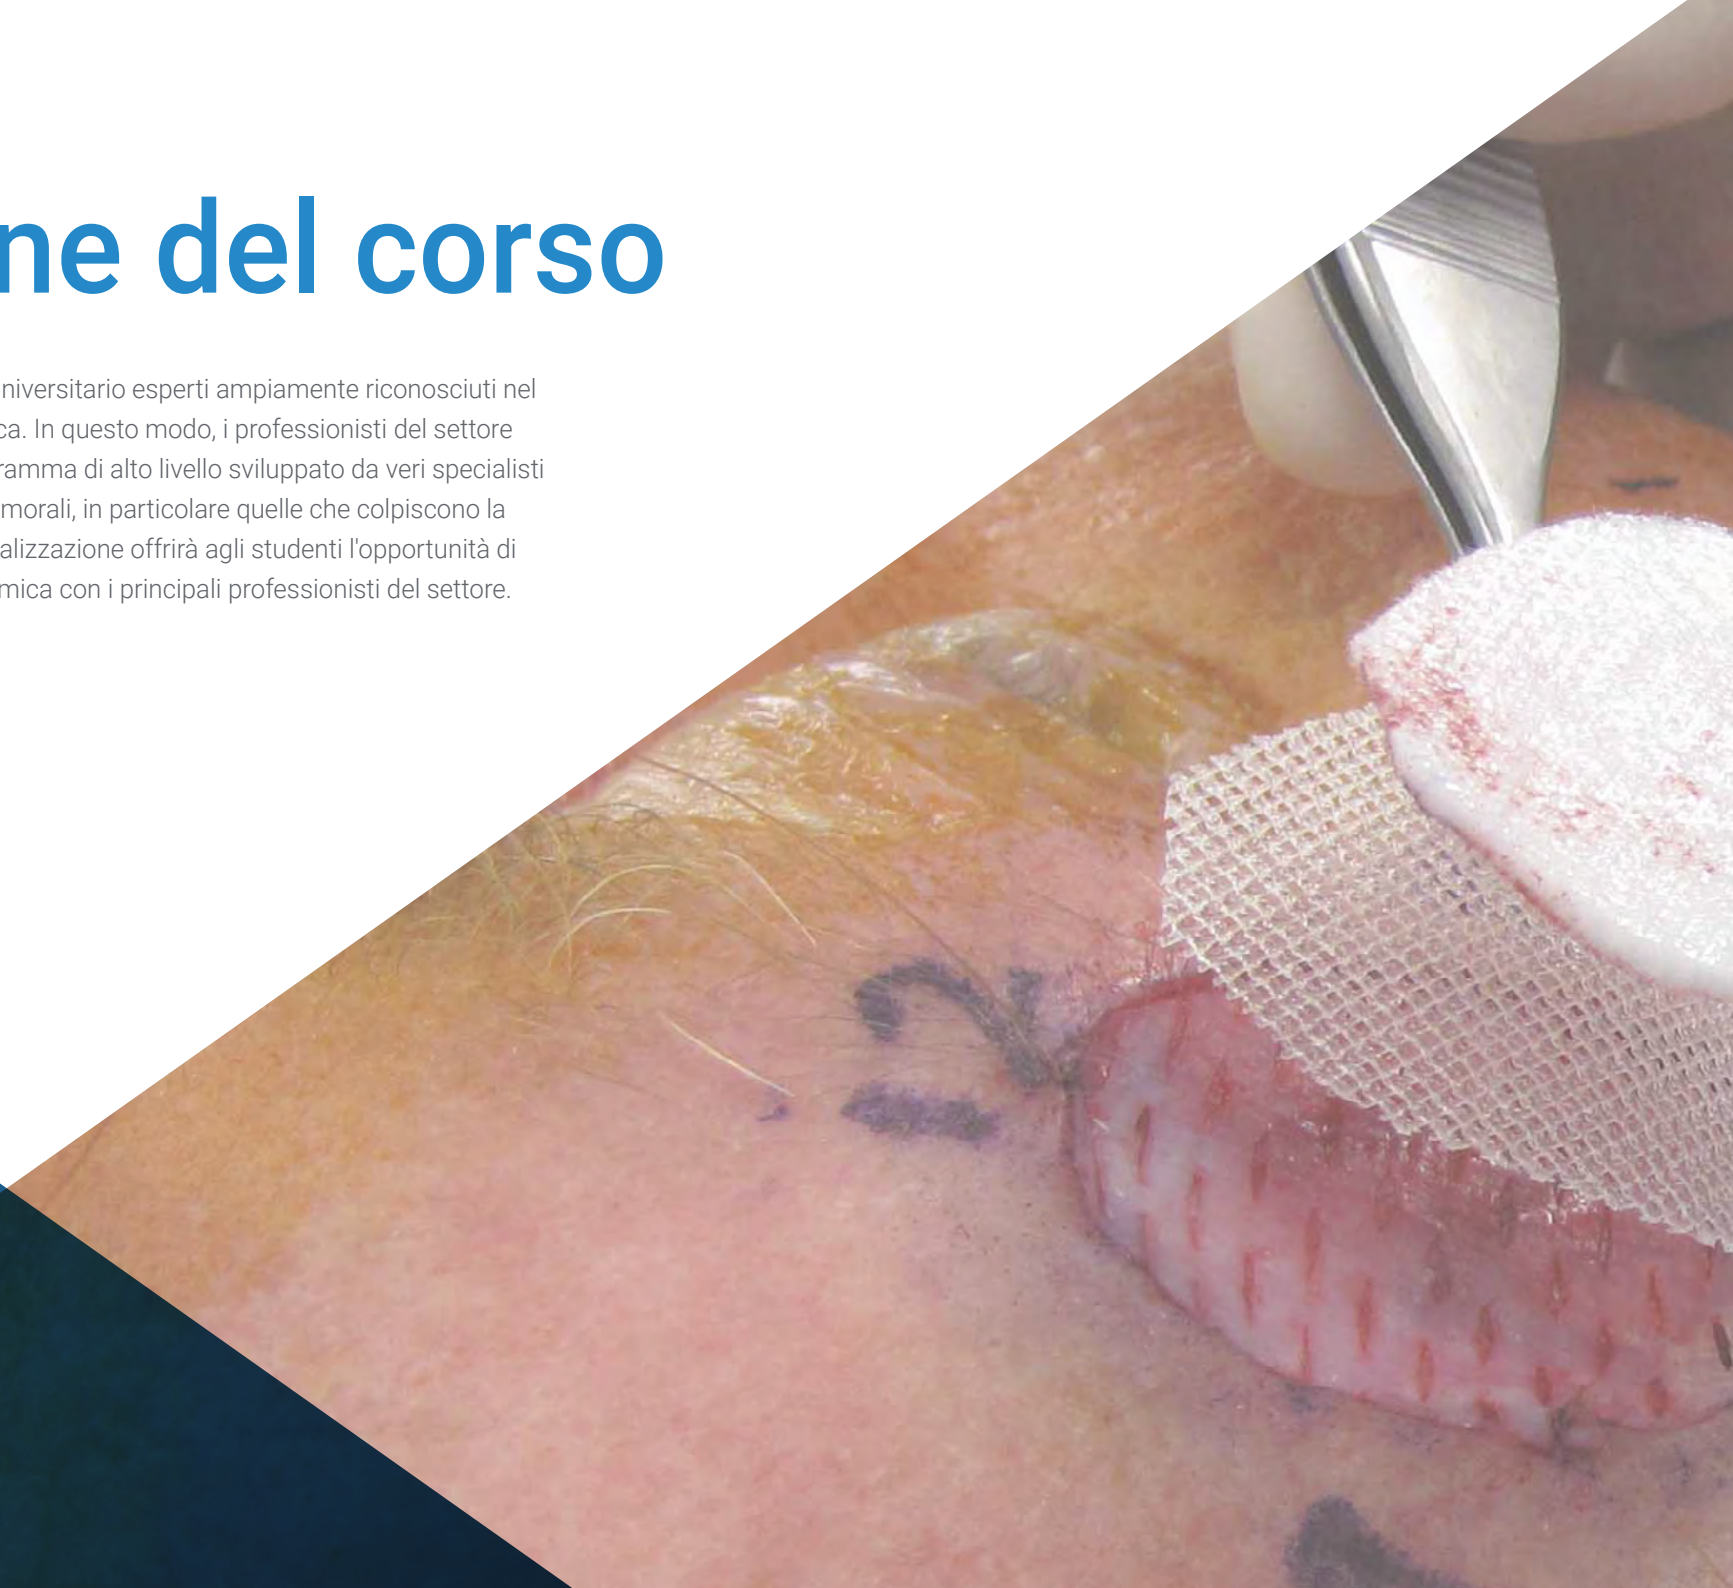 ne del corso
niversitario esperti ampiamente riconosciuti nel
ca. In questo modo, i professionisti del settore
ramma di alto livello sviluppato da veri specialisti
morali, in particolare quelle che colpiscono la
alizzazione offrirà agli studenti l'opportunità di
mica con i principali professionisti del settore.